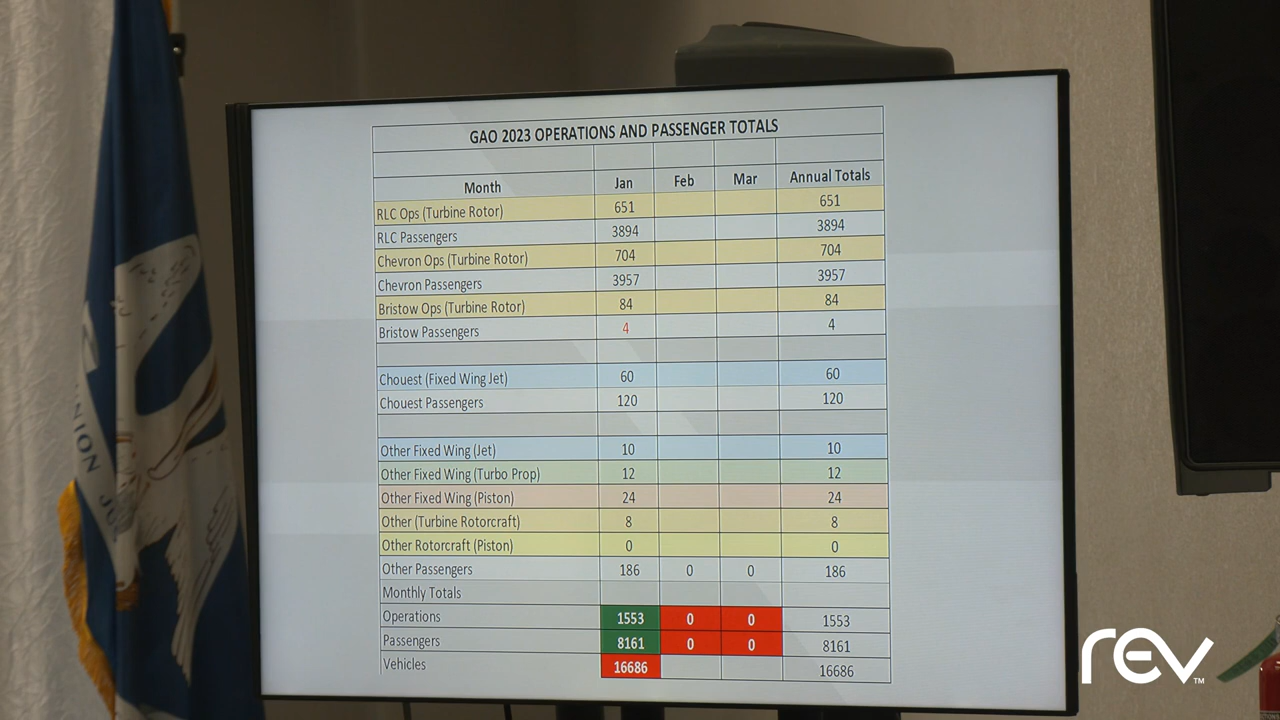 GAO 2023 OPERATIONS AND PASSENGER TOTALS
Month Jan Feb Mar Annual Totals
RLC Ops (Turbine Rotor) 651 651
RLC Passengers 3894 3894
Chevron Ops (Turbine Rotor) 704 704
Chevron Passengers 3957 3957
Bristow Ops (Turbine Rotor) 84 84
Bristow Passengers 4 4
Chouest (Fixed Wing Jet) 60 60
Chouest Passengers 120 120
Other Fixed Wing (Jet) 10 10
Other Fixed Wing (Turbo Prop) 12 12
Other Fixed Wing (Piston) 24 24
Other (Turbine Rotorcraft) 8 8
Other Rotorcraft (Piston) 0 0
Other Passengers 186 0 0 186
Monthly Totals
Operations 1553 0 0 1553
Passengers 8161 0 0 8161
Vehicles 16686 16686
NION
rev™